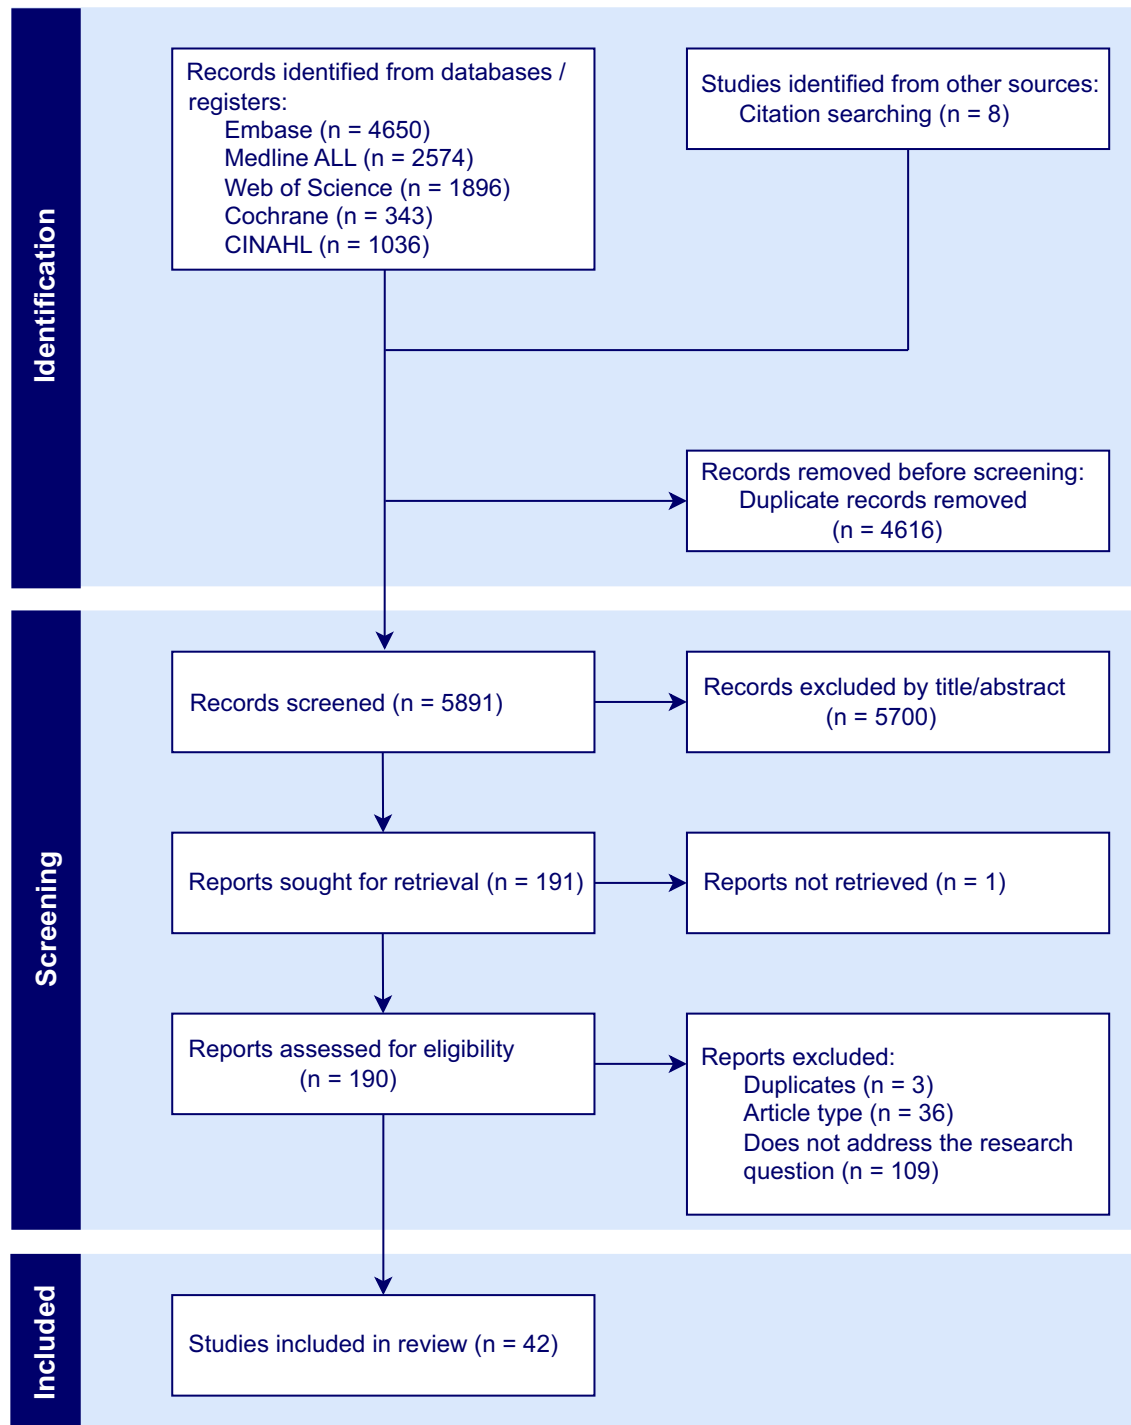 Identification
Records identified from databases /
registers:
Embase (n = 4650)
Medline ALL (n = 2574)
Web of Science (n = 1896)
Cochrane (n = 343)
CINAHL (n = 1036)
Studies identified from other sources:
Citation searching (n = 8)
Records removed before screening:
Duplicate records removed
(n = 4616)
Screening
Records screened (n = 5891)
Records excluded by title/abstract
(n = 5700)
Reports sought for retrieval (n = 191)
Reports not retrieved (n = 1)
Reports assessed for eligibility
(n = 190)
Reports excluded:
Duplicates (n = 3)
Article type (n = 36)
Does not address the research
question (n = 109)
Included
Studies included in review (n = 42)